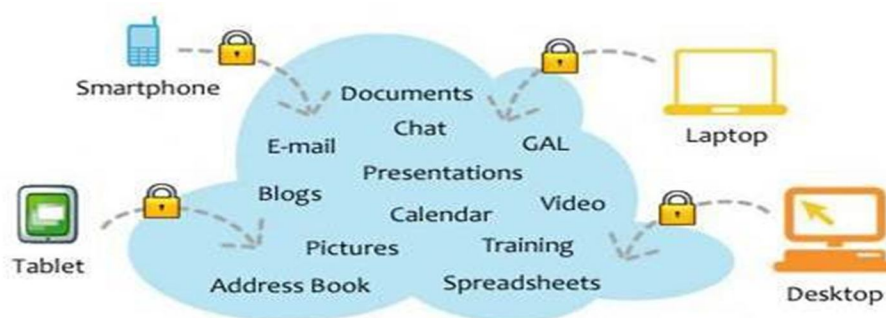 Smartphone
Documents
Chat
E-mail
GAL
Laptop
Presentations
Blogs
Video
Calendar
Pictures
Training
Tablet
Address Book
Spreadsheets
Desktop